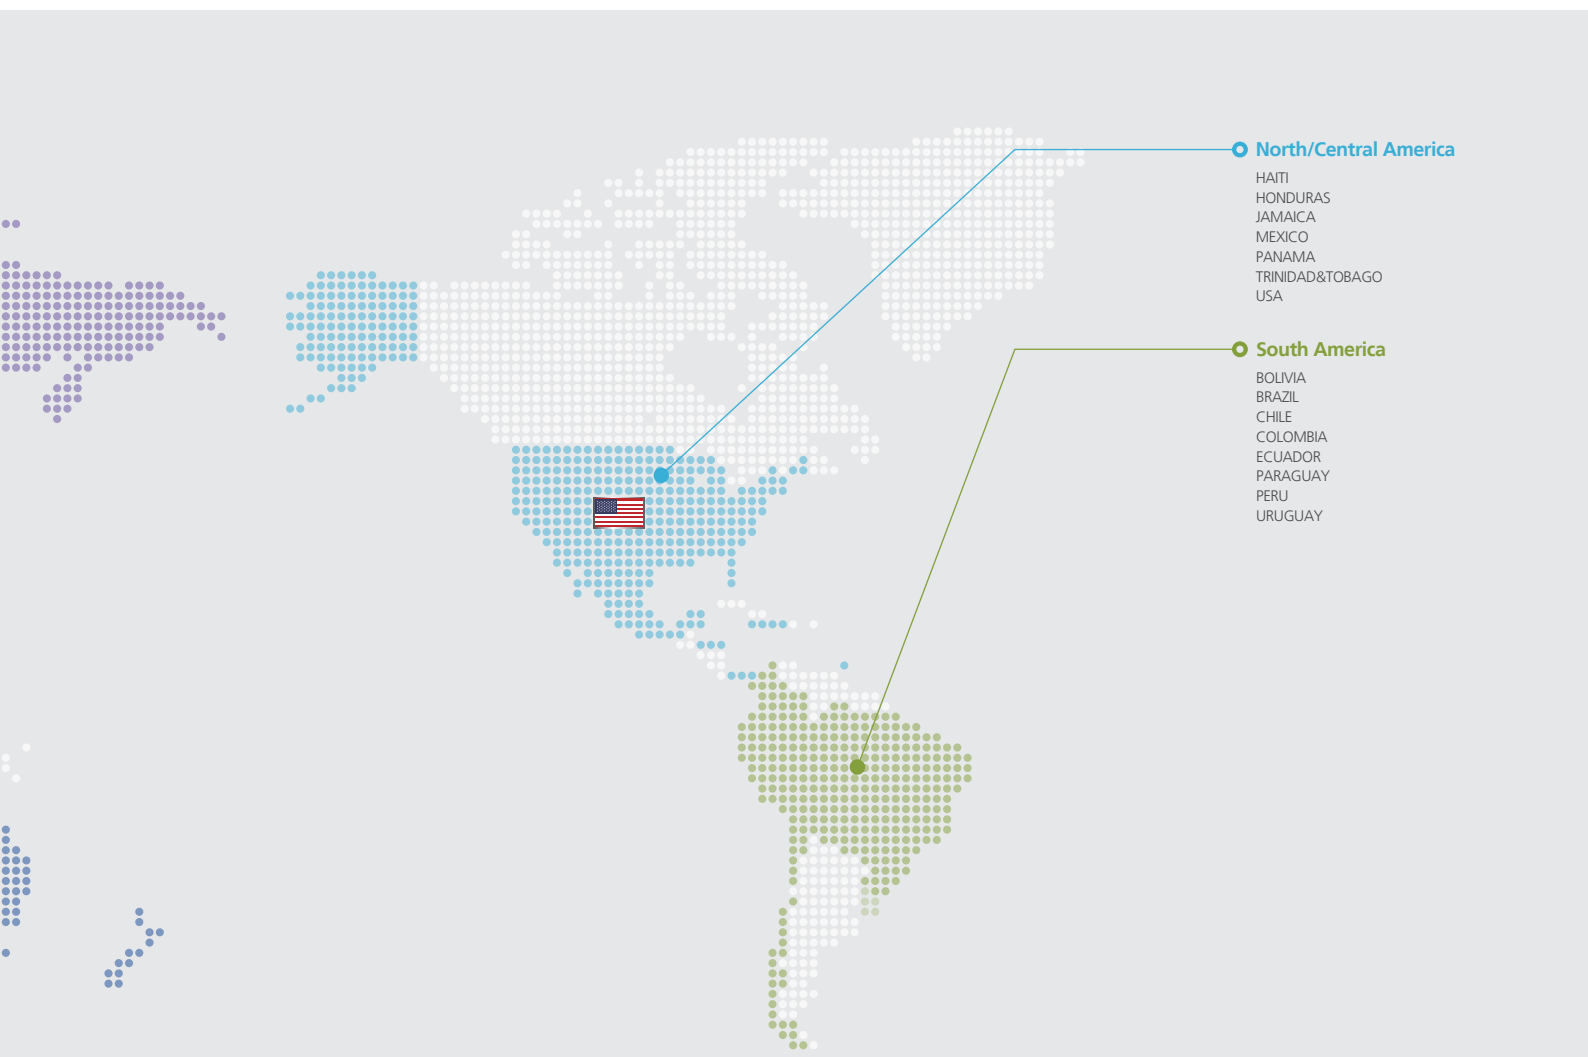 North/Central America
HAITI
HONDURAS
JAMAICA
MEXICO
PANAMA
TRINIDAD&TOBAGO
USA
South America
BOLIVIA
BRAZIL
CHILE
COLOMBIA
ECUADOR
PARAGUAY
PERU
URUGUAY